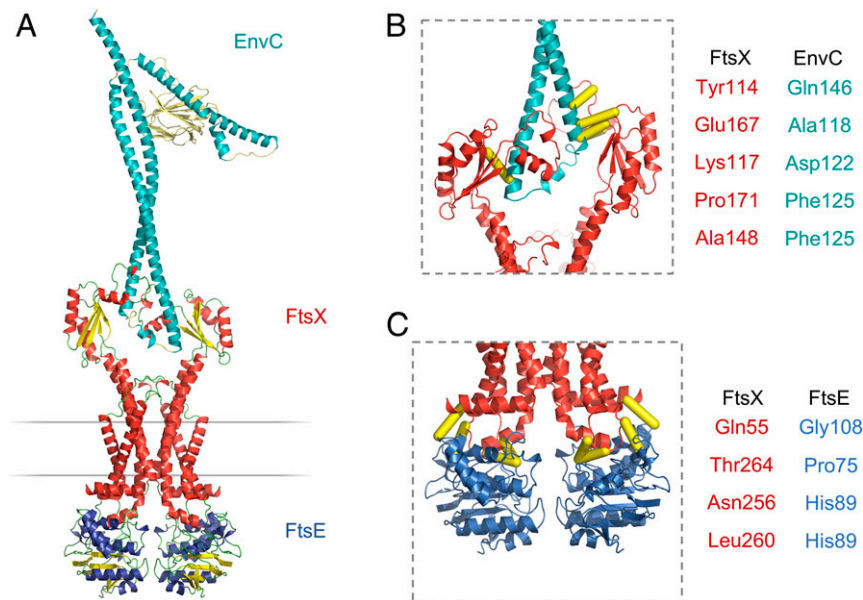 A
EnvC
FtsX
FtsE
B
FtsX EnvC
Tyr114 Gln146
Glu167 Ala118
Lys117 Asp122
Pro171 Phe125
Ala148 Phe125
C
FtsX FtsE
Gln55 Gly108
Thr264 Pro75
Asn256 His89
Leu260 His89